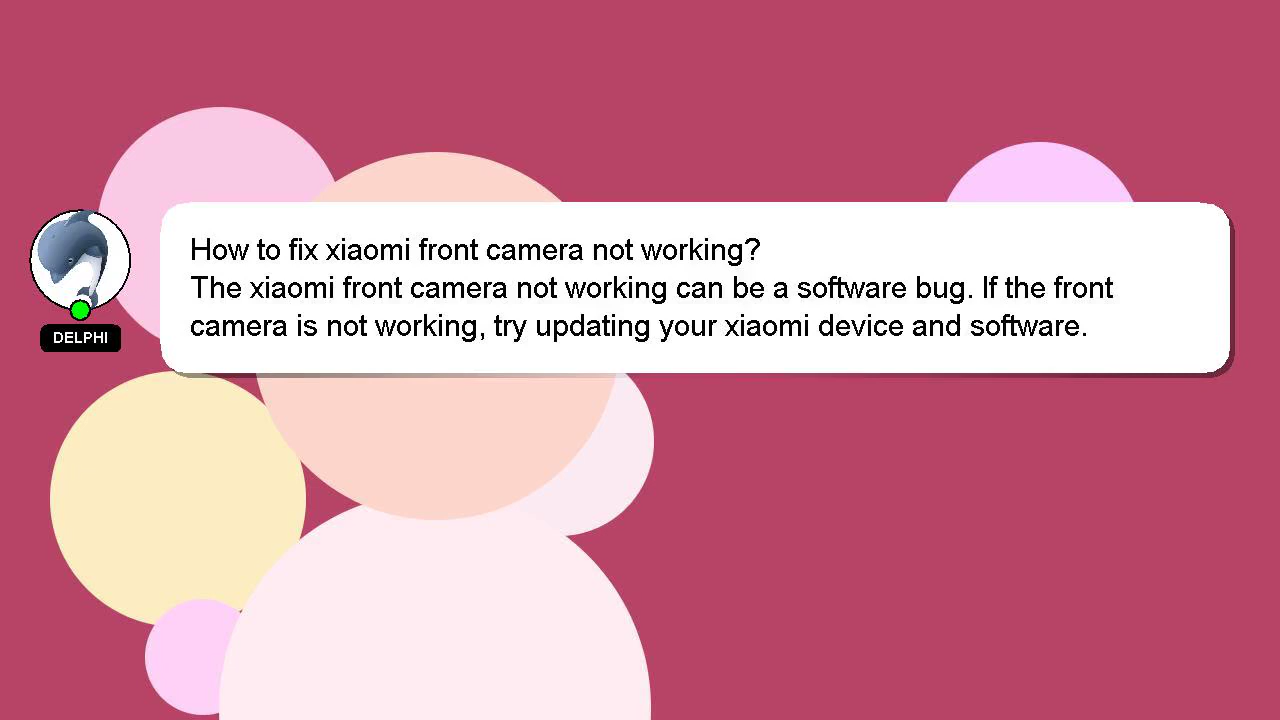 How to fix xiaomi front camera not working?
The xiaomi front camera not working can be a software bug. If the front
camera is not working, try updating your xiaomi device and software.
DELPHI